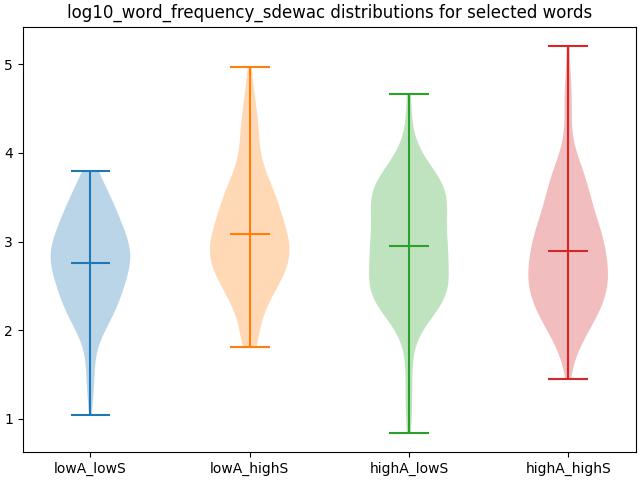 log10_word_frequency_sdewac distributions for selected words
5
4
3
2
1
lowA_lowS lowA_highS highA_lowS highA_highS